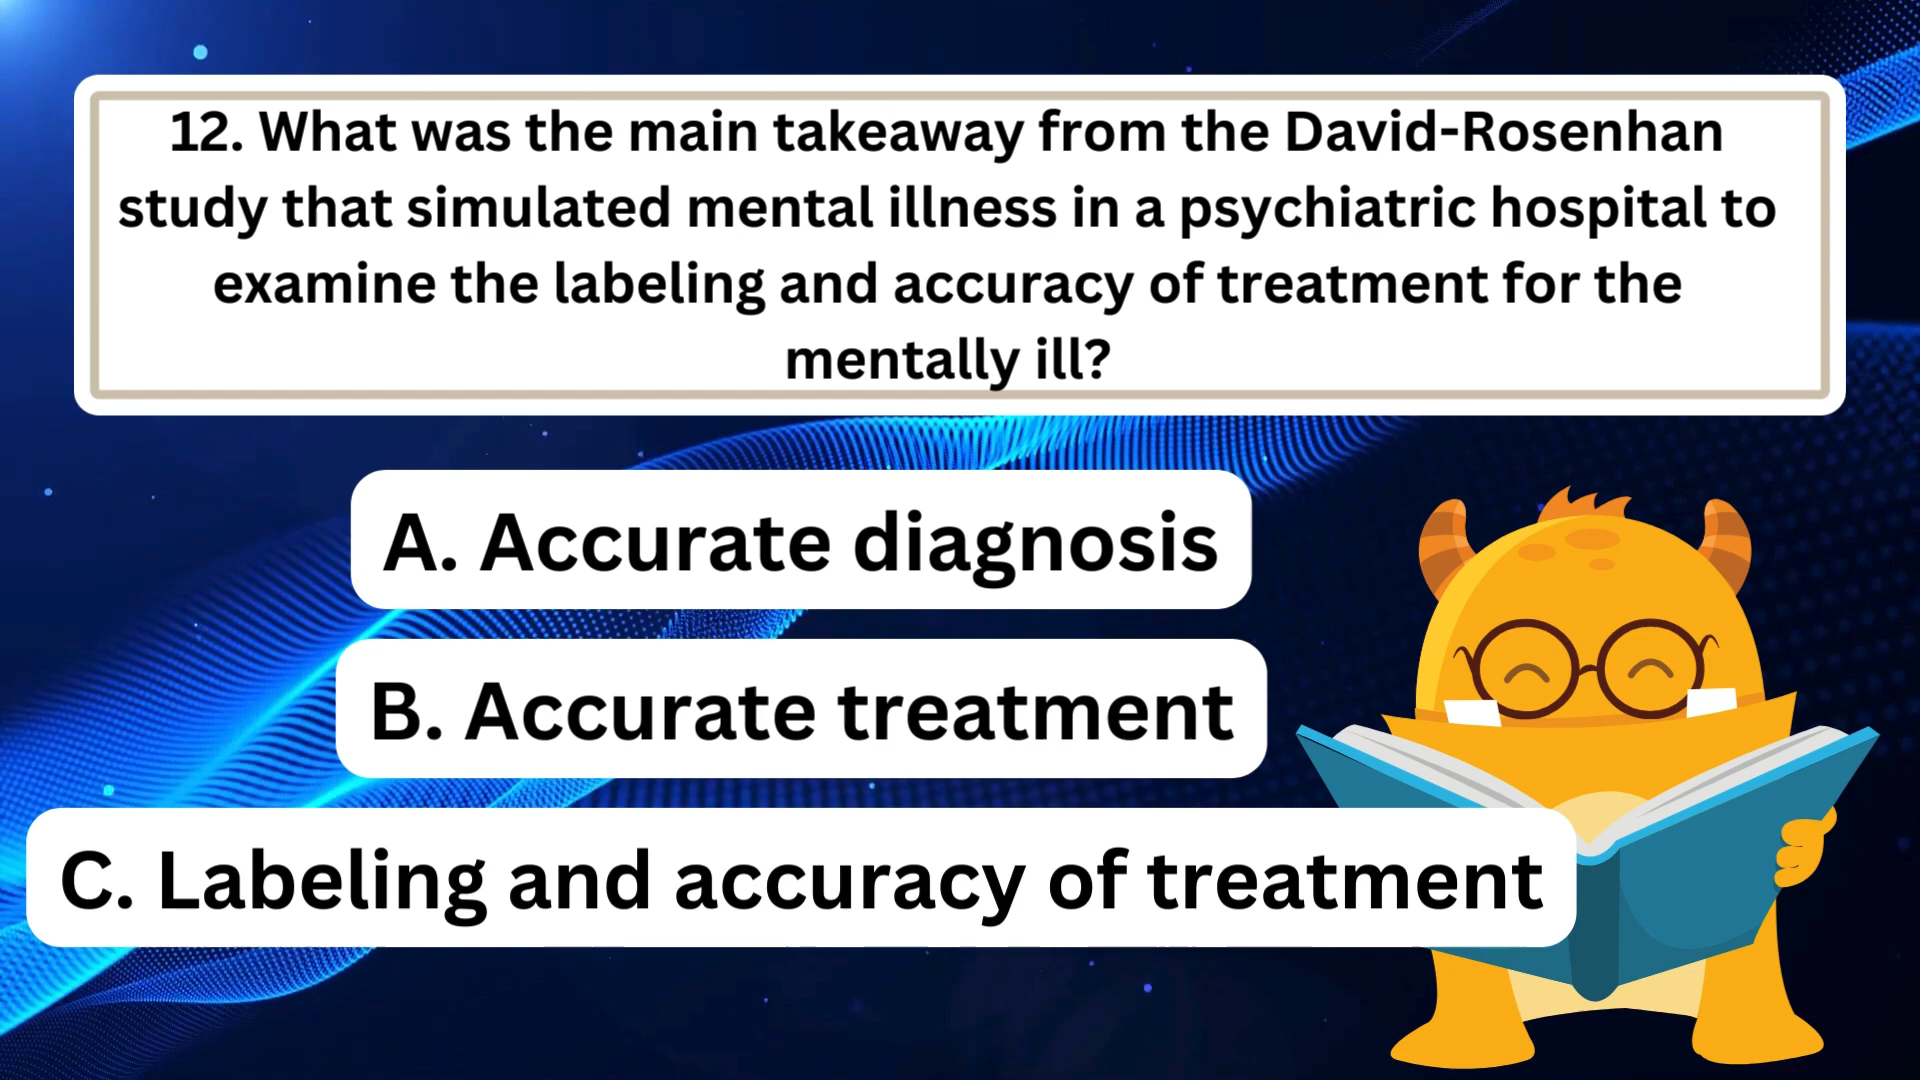 12. What was the main takeaway from the David-Rosenhan
study that simulated mental illness in a psychiatric hospital to
examine the labeling and accuracy of treatment for the
mentally ill?
A. Accurate diagnosis
B. Accurate treatment
C. Labeling and accuracy of treatment